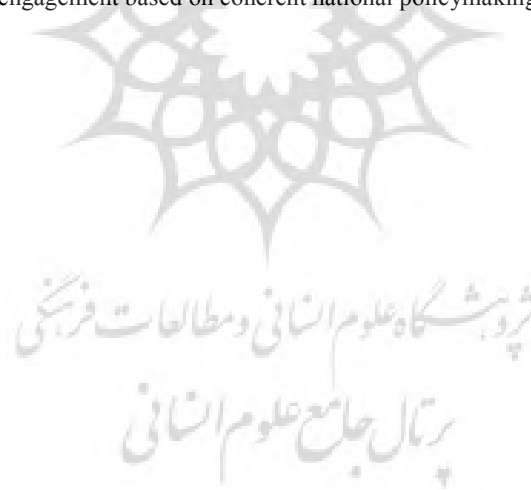 engagement based on coherent national policymaking
پژوهشگاه علوم انسانی و مطالعات فرهنگی
پرتال جامع علوم انسانی